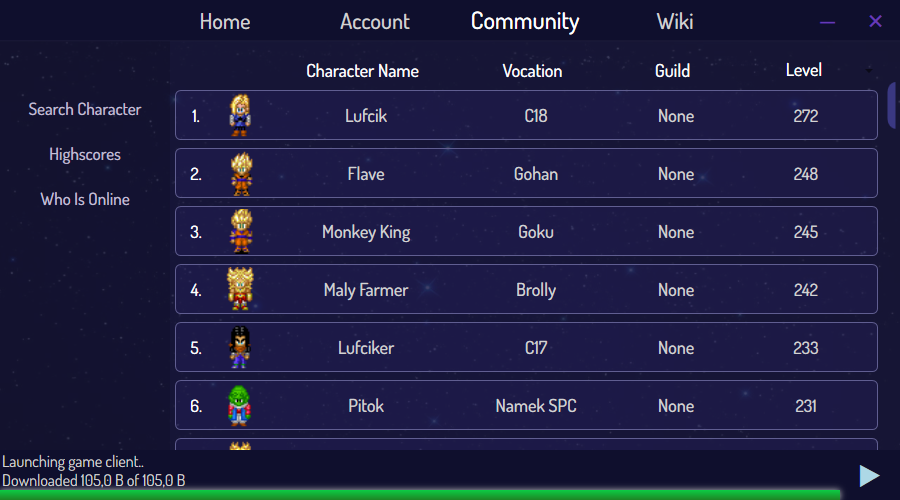 Home Account Community Wiki
Character Name Vocation Guild Level
Search Character
Highscores
Who Is Online
1. Lufcik C18 None 272
2. Flave Gohan None 248
3. Monkey King Goku None 245
4. Maly Farmer Brolly None 242
5. Lufciker C17 None 233
6. Pitok Namek SPC None 231
Launching game client..
Downloaded 105,0 B of 105,0 B